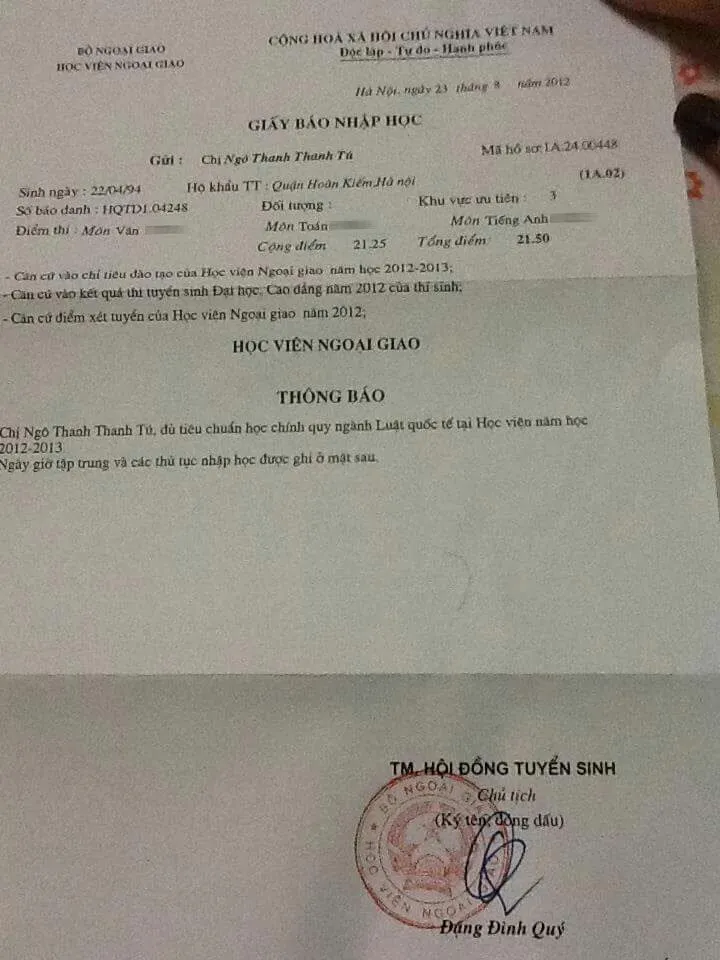 BỘ NGOẠI GIAO
HỌC VIỆN NGOẠI GIAO
CỘNG HOÀ XÃ HỘI CHỦ NGHĨA VIỆT NAM
Độc lập - Tự do - Hạnh phúc
Hà Nội, ngày 23 tháng 8 năm 2012
GIẤY BÁO NHẬP HỌC
Gửi : Chị Ngô Thanh Thanh Tú
Mã hồ sơ: 1A.24.00448
(1A.02)
Sinh ngày : 22/04/94 Hộ khẩu TT : Quận Hoàn Kiếm,Hà nội
Số báo danh : HQTD1.04248 Đối tượng : Khu vực ưu tiên : 3
Điểm thi : Môn Văn Môn Toán Môn Tiếng Anh
Cộng điểm 21.25 Tổng điểm: 21.50
- Căn cứ vào chỉ tiêu đào tạo của Học viện Ngoại giao năm học 2012-2013;
- Căn cứ vào kết quả thi tuyển sinh Đại học, Cao đẳng năm 2012 của thí sinh;
- Căn cứ điểm xét tuyển của Học viện Ngoại giao năm 2012;
HỌC VIỆN NGOẠI GIAO
THÔNG BÁO
Chị Ngô Thanh Thanh Tú, đủ tiêu chuẩn học chính quy ngành Luật quốc tế tại Học viện năm học
2012-2013
Ngày giờ tập trung và các thủ tục nhập học được ghi ở mặt sau.
TM. HỘI ĐỒNG TUYỂN SINH
Chủ tịch
(Ký tên, đóng dấu)
BỘ NGOẠI GIAO
HỌC VIỆN NGOẠI GIAO
Đặng Đình Quý